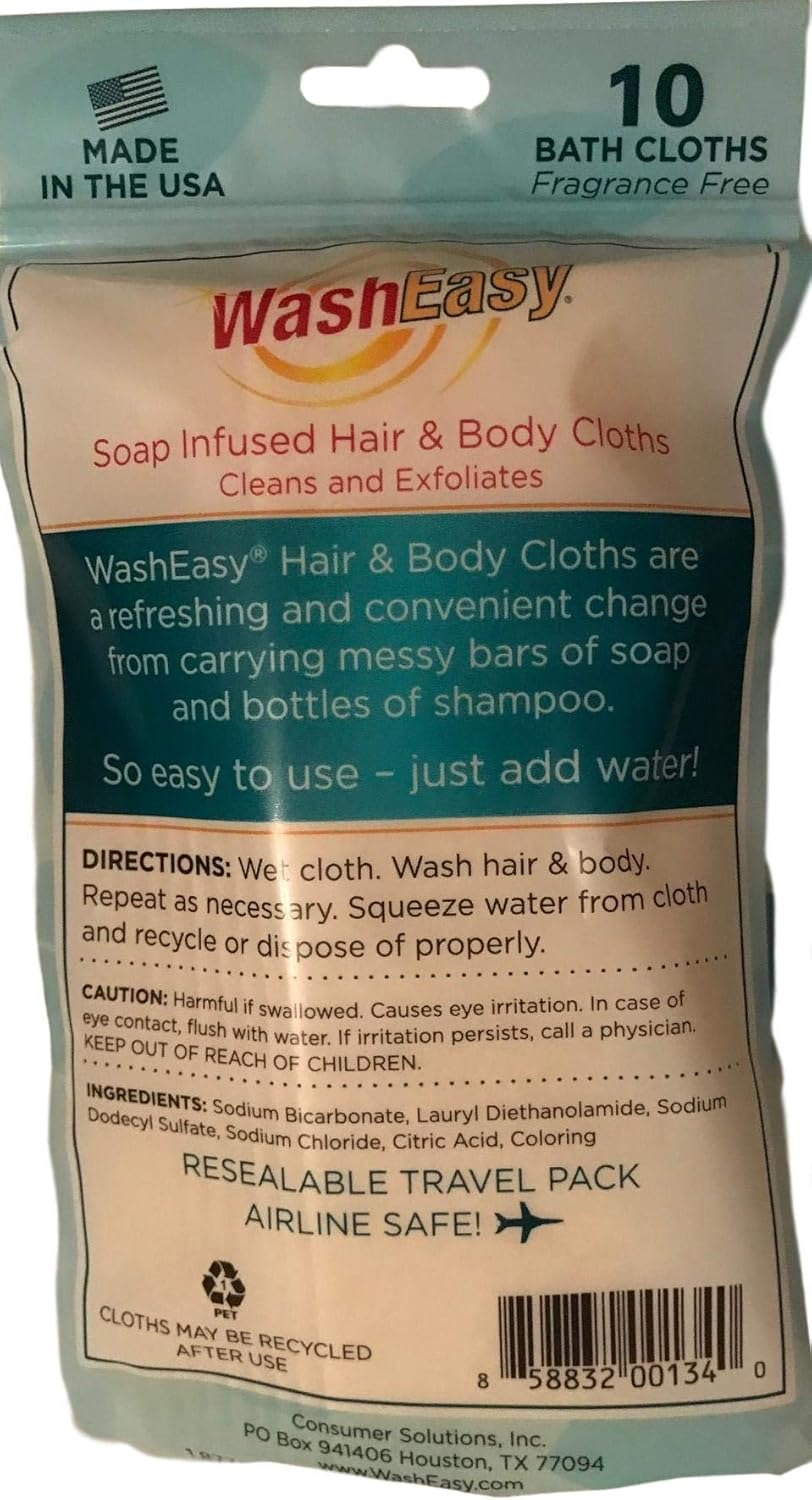 MADE
IN THE USA
10
BATH CLOTHS
Fragrance Free
WashEasy®
Soap Infused Hair & Body Cloths
Cleans and Exfoliates
WashEasy® Hair & Body Cloths are
a refreshing and convenient change
from carrying messy bars of soap
and bottles of shampoo.
So easy to use – just add water!
DIRECTIONS: Wet cloth. Wash hair & body.
Repeat as necessary. Squeeze water from cloth
and recycle or dispose of properly.
CAUTION: Harmful if swallowed. Causes eye irritation. In case of
eye contact, flush with water. If irritation persists, call a physician.
KEEP OUT OF REACH OF CHILDREN.
INGREDIENTS: Sodium Bicarbonate, Lauryl Diethanolamide, Sodium
Dodecyl Sulfate, Sodium Chloride, Citric Acid, Coloring
RESEALABLE TRAVEL PACK
AIRLINE SAFE!
1
PET
CLOTHS MAY BE RECYCLED
AFTER USE
8 58832 00134 0
Consumer Solutions, Inc.
PO Box 941406 Houston, TX 77094
www.WashEasy.com